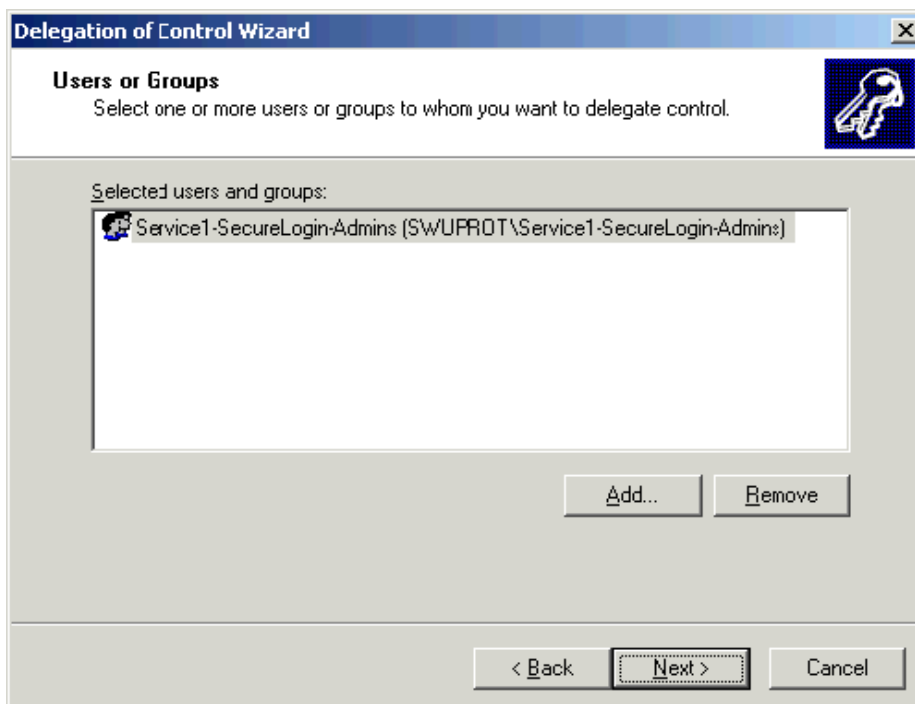 Delegation of Control Wizard
Users or Groups
Select one or more users or groups to whom you want to delegate control.
Selected users and groups:
Service1-SecureLogin-Admins (SWUPROT\Service1-SecureLogin-Admins)
Add... Remove
< Back Next > Cancel